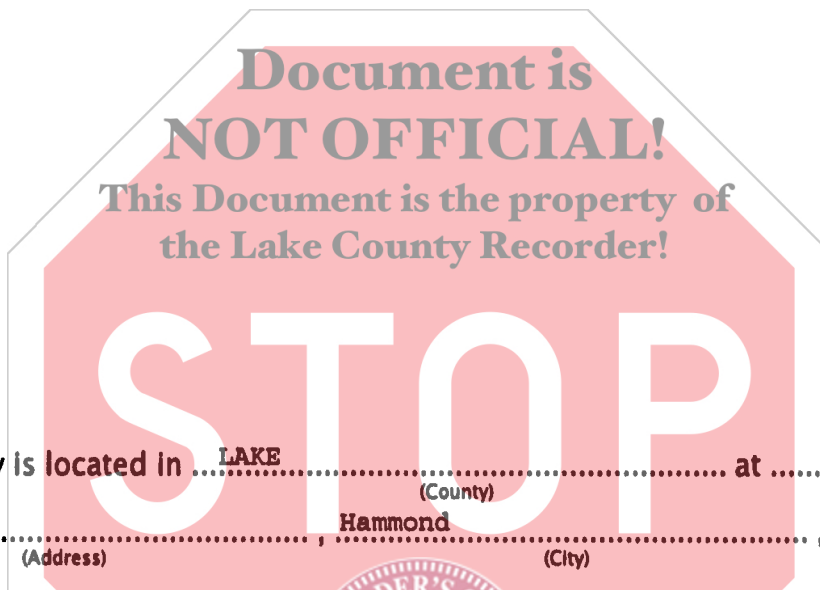 Document is
NOT OFFICIAL!
This Document is the property of
the Lake County Recorder!
STOP
is located in LAKE at
(County)
Hammond
(Address) (City)